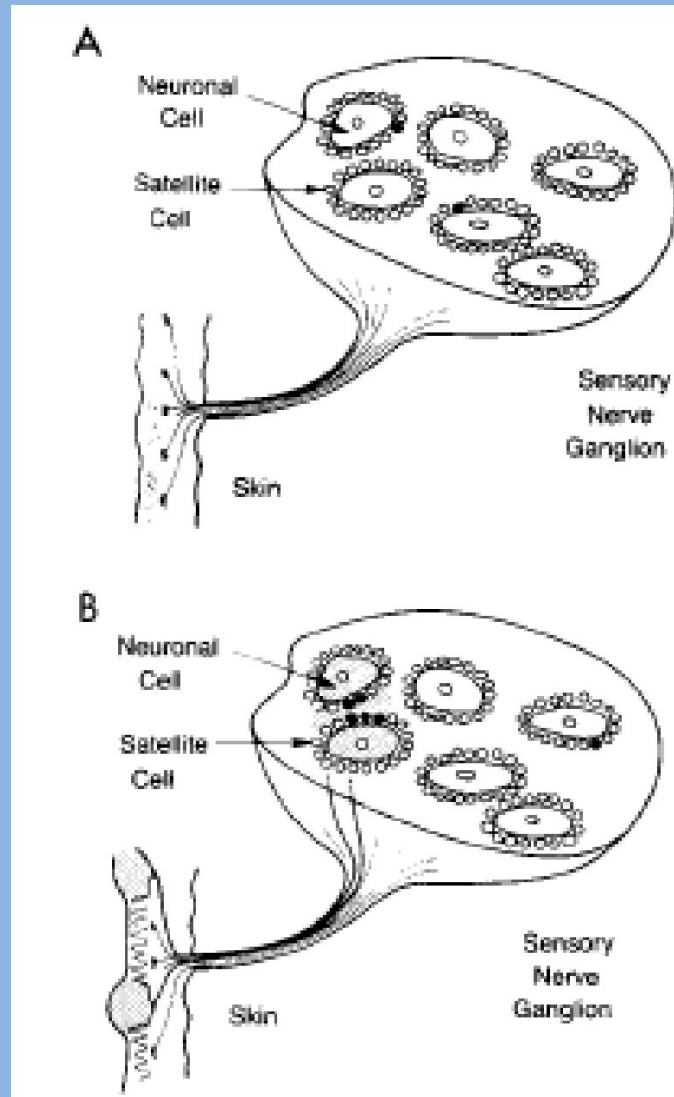 A
Neuronal
Cell
Satellite
Cell
Sensory
Nerve
Ganglion
Skin
B
Neuronal
Cell
Satellite
Cell
Sensory
Nerve
Ganglion
Skin